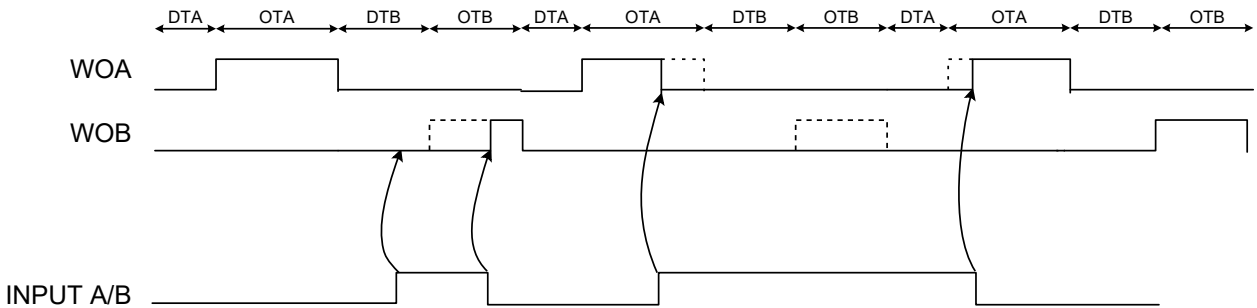 DTA OTA DTB OTB DTA OTA DTB OTB DTA OTA DTB OTB
WOA
WOB
INPUT A/B